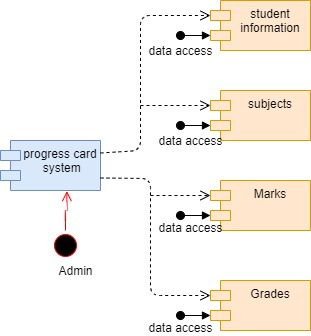 student
information
data access
subjects
data access
progress card
system
Marks
data access
Admin
Grades
data access